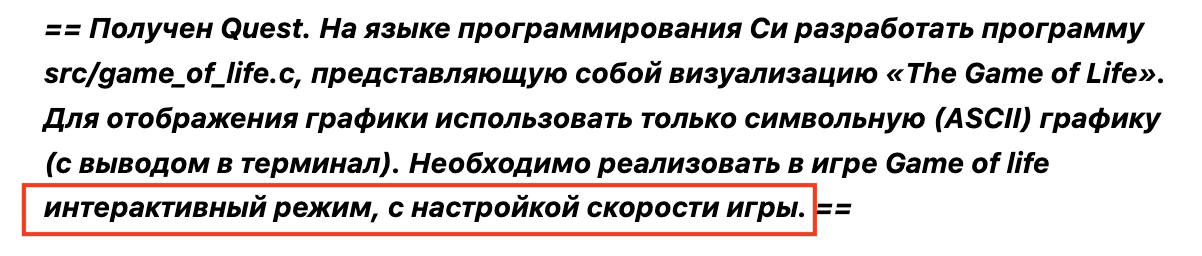 == Получен Quest. На языке программирования Си разработать программу
src/game_of_life.c, представляющую собой визуализацию «The Game of Life».
Для отображения графики использовать только символьную (ASCII) графику
(с выводом в терминал). Необходимо реализовать в игре Game of life
интерактивный режим, с настройкой скорости игры. ==